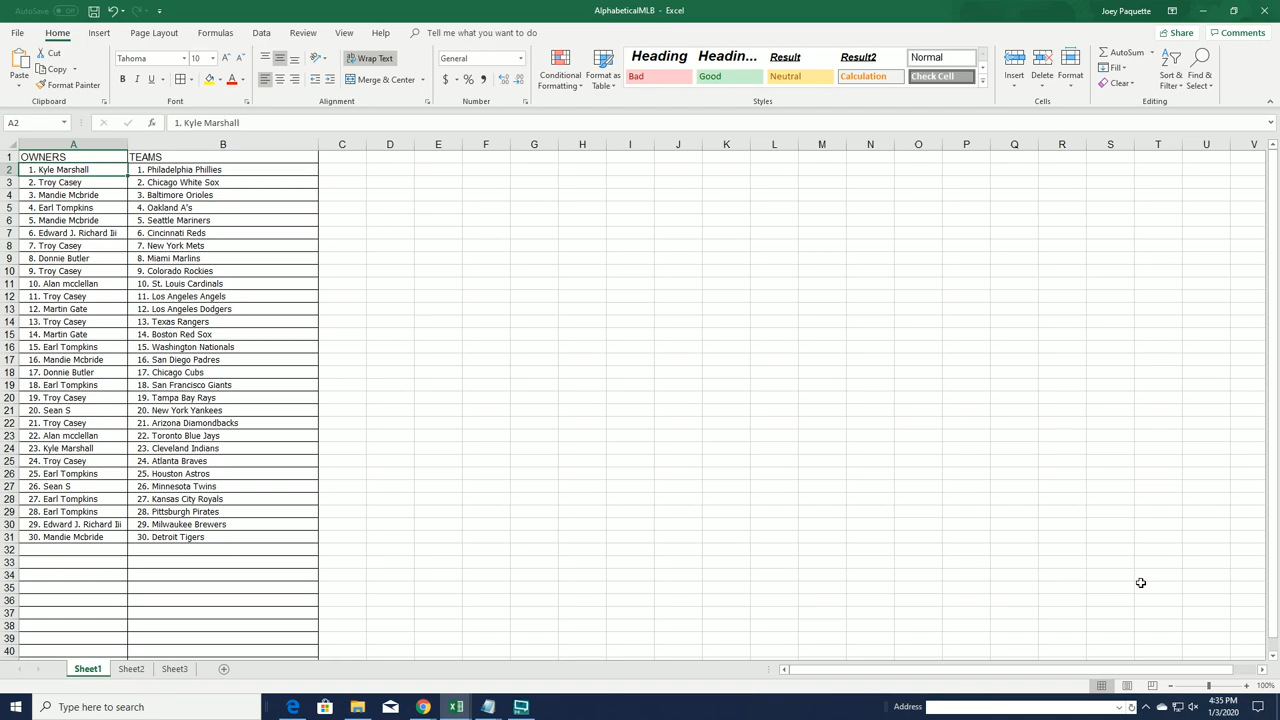 AutoSave Off
AlphabeticalMLB - Excel
Joey Paquette
File Home Insert Page Layout Formulas Data Review View Help Tell me what you want to do
Share Comments
Paste
Cut
Copy
Format Painter
Clipboard
Tahoma 10
B I U
Font
Wrap Text
Merge & Center
Alignment
General
$ %
Number
Conditional Formatting
Format as Table
Heading Headin... Result Result2 Normal
Bad Good Neutral Calculation Check Cell
Styles
Insert Delete Format
Cells
AutoSum
Fill
Clear
Sort & Filter
Find & Select
Editing
A2 fx 1. Kyle Marshall
A B C D E F G H I J K L M N O P Q R S T U V
1 OWNERS TEAMS
2 1. Kyle Marshall 1. Philadelphia Phillies
3 2. Troy Casey 2. Chicago White Sox
4 3. Mandie Mcbride 3. Baltimore Orioles
5 4. Earl Tompkins 4. Oakland A's
6 5. Mandie Mcbride 5. Seattle Mariners
7 6. Edward J. Richard Iii 6. Cincinnati Reds
8 7. Troy Casey 7. New York Mets
9 8. Donnie Butler 8. Miami Marlins
10 9. Troy Casey 9. Colorado Rockies
11 10. Alan mcclellan 10. St. Louis Cardinals
12 11. Troy Casey 11. Los Angeles Angels
13 12. Martin Gate 12. Los Angeles Dodgers
14 13. Troy Casey 13. Texas Rangers
15 14. Martin Gate 14. Boston Red Sox
16 15. Earl Tompkins 15. Washington Nationals
17 16. Mandie Mcbride 16. San Diego Padres
18 17. Donnie Butler 17. Chicago Cubs
19 18. Earl Tompkins 18. San Francisco Giants
20 19. Troy Casey 19. Tampa Bay Rays
21 20. Sean S 20. New York Yankees
22 21. Troy Casey 21. Arizona Diamondbacks
23 22. Alan mcclellan 22. Toronto Blue Jays
24 23. Kyle Marshall 23. Cleveland Indians
25 24. Troy Casey 24. Atlanta Braves
26 25. Earl Tompkins 25. Houston Astros
27 26. Sean S 26. Minnesota Twins
28 27. Earl Tompkins 27. Kansas City Royals
29 28. Earl Tompkins 28. Pittsburgh Pirates
30 29. Edward J. Richard Iii 29. Milwaukee Brewers
31 30. Mandie Mcbride 30. Detroit Tigers
32
33
34
35
36
37
38
39
40
Sheet1 Sheet2 Sheet3
100%
Type here to search
Address
4:35 PM
1/3/2020